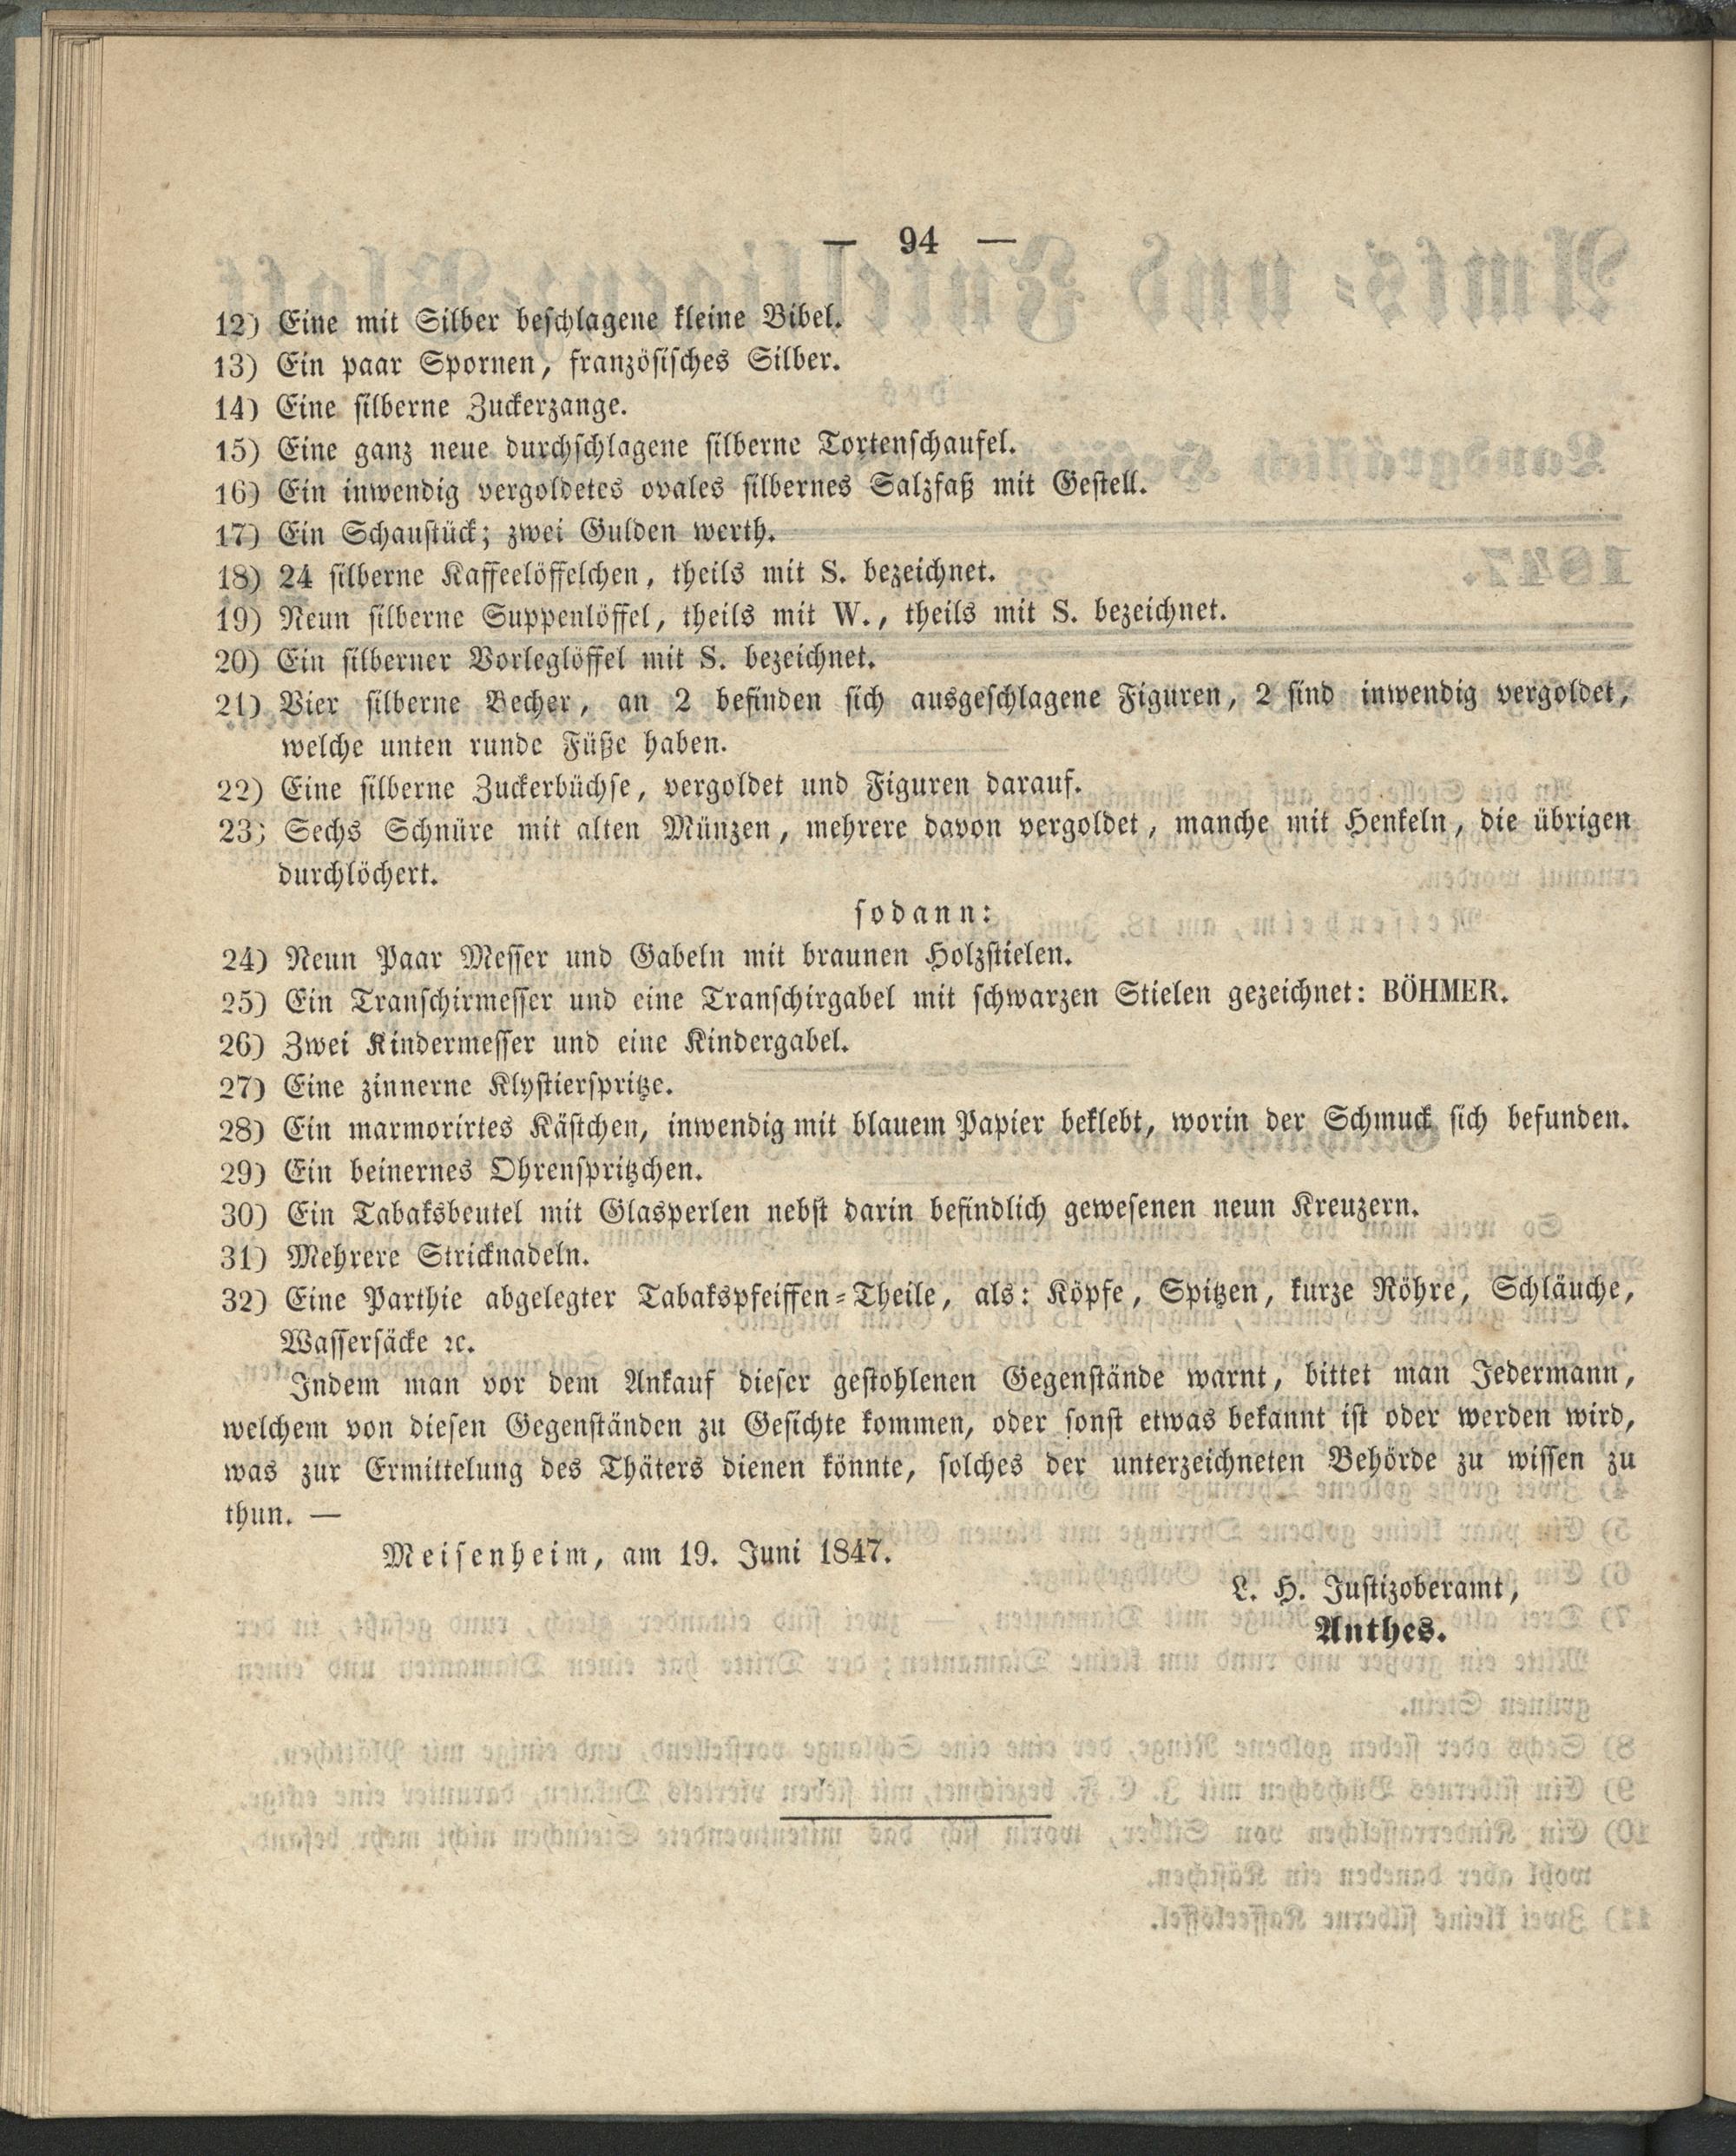 — 94 —
12) Eine mit Silber beschlagene kleine Bibel.
13) Ein paar Spornen, französisches Silber.
14) Eine silberne Zuckerzange.
15) Eine ganz neue durchschlagene silberne Tortenschaufel.
16) Ein inwendig vergoldetes ovales silbernes Salzfaß mit Gestell.
17) Ein Schaustück; zwei Gulden werth.
18) 24 silberne Kaffeelöffelchen, theils mit S. bezeichnet.
19) Neun silberne Suppenlöffel, theils mit W., theils mit S. bezeichnet.
20) Ein silberner Vorleglöffel mit S. bezeichnet.
21) Vier silberne Becher, an 2 befinden sich ausgeschlagene Figuren, 2 sind inwendig vergoldet,
welche unten runde Füße haben.
22) Eine silberne Zuckerbüchse, vergoldet und Figuren darauf.
23) Sechs Schnüre mit alten Münzen, mehrere davon vergoldet, manche mit Henkeln, die übrigen
durchlöchert.
sodann:
24) Neun Paar Messer und Gabeln mit braunen Holzstielen.
25) Ein Transchirmesser und eine Transchirgabel mit schwarzen Stielen gezeichnet: BÖHMER.
26) Zwei Kindermesser und eine Kindergabel.
27) Eine zinnerne Klystierspritze.
28) Ein marmorirtes Kästchen, inwendig mit blauem Papier beklebt, worin der Schmuck sich befunden.
29) Ein beinernes Ohrenspritzchen.
30) Ein Tabaksbeutel mit Glasperlen nebst darin befindlich gewesenen neun Kreuzern.
31) Mehrere Stricknadeln.
32) Eine Parthie abgelegter Tabakspfeiffen-Theile, als: Köpfe, Spitzen, kurze Röhre, Schläuche,
Wassersäcke ꝛc.
Indem man vor dem Ankauf dieser gestohlenen Gegenstände warnt, bittet man Jedermann,
welchem von diesen Gegenständen zu Gesichte kommen, oder sonst etwas bekannt ist oder werden wird,
was zur Ermittelung des Thäters dienen könnte, solches der unterzeichneten Behörde zu wissen zu
thun. —
Meisenheim, am 19. Juni 1847.
L. H. Justizoberamt,
Anthes.